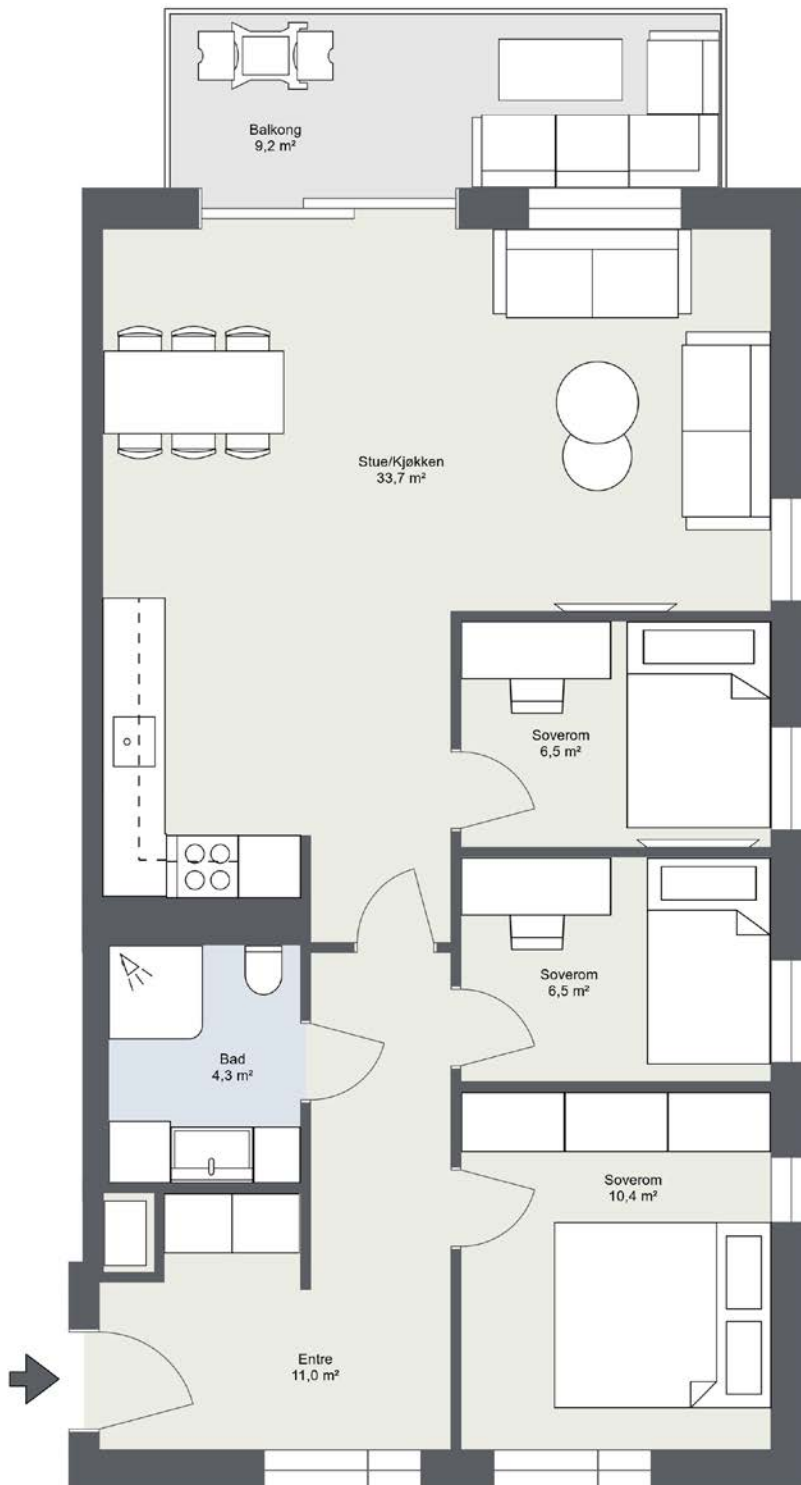 Balkong
9,2 m²
Stue/Kjøkken
33,7 m²
Soverom
6,5 m²
Soverom
6,5 m²
Bad
4,3 m²
Soverom
10,4 m²
Entre
11,0 m²